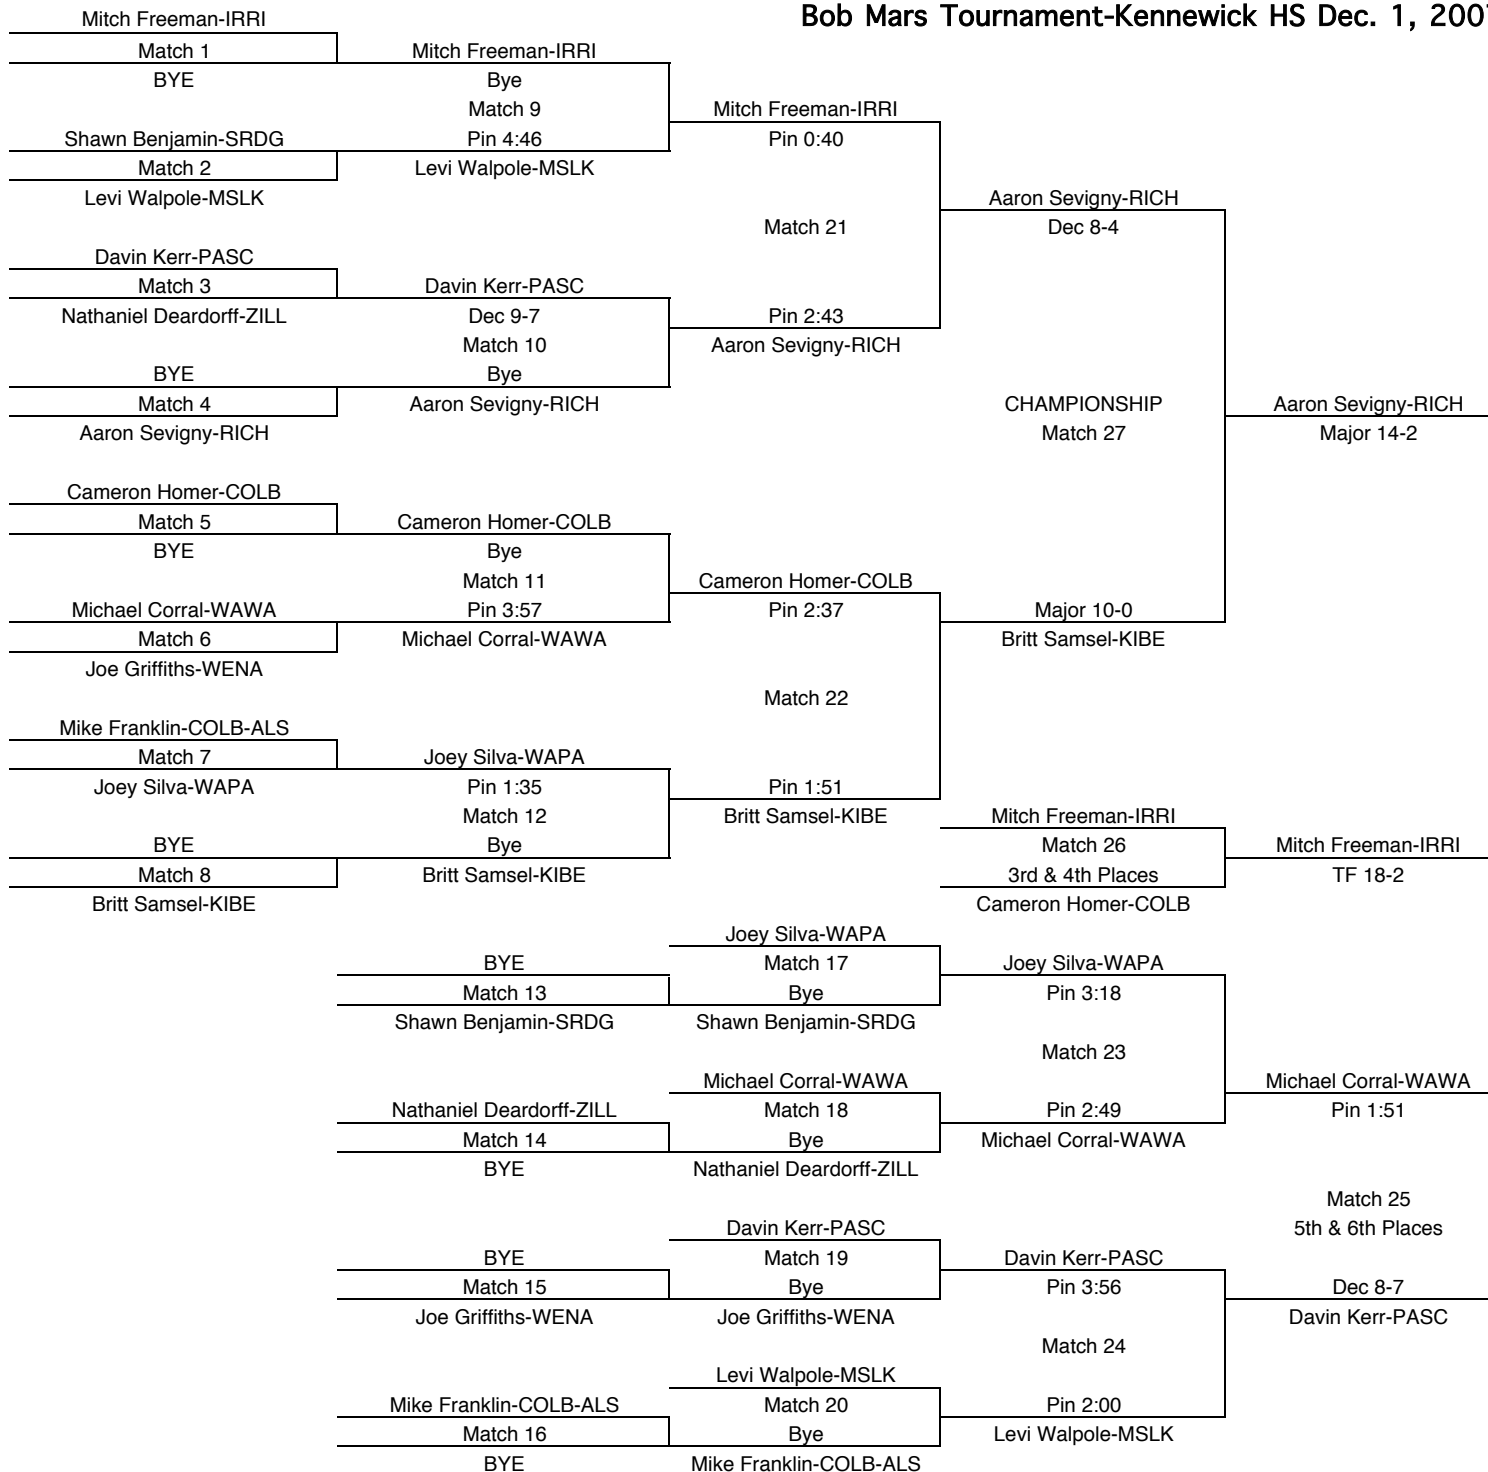 Bob Mars Tournament-Kennewick HS Dec. 1, 2007
Mitch Freeman-IRRI
Match 1 Mitch Freeman-IRRI
BYE Bye
Match 9 Mitch Freeman-IRRI
Shawn Benjamin-SRDG Pin 4:46 Pin 0:40
Match 2 Levi Walpole-MSLK
Levi Walpole-MSLK Aaron Sevigny-RICH
Match 21 Dec 8-4
Davin Kerr-PASC
Match 3 Davin Kerr-PASC
Nathaniel Deardorff-ZILL Dec 9-7 Pin 2:43
Match 10 Aaron Sevigny-RICH
BYE Bye
Match 4 Aaron Sevigny-RICH CHAMPIONSHIP Aaron Sevigny-RICH
Aaron Sevigny-RICH Match 27 Major 14-2
Cameron Homer-COLB
Match 5 Cameron Homer-COLB
BYE Bye
Match 11 Cameron Homer-COLB
Michael Corral-WAWA Pin 3:57 Pin 2:37 Major 10-0
Match 6 Michael Corral-WAWA Britt Samsel-KIBE
Joe Griffiths-WENA
Match 22
Mike Franklin-COLB-ALS
Match 7 Joey Silva-WAPA
Joey Silva-WAPA Pin 1:35 Pin 1:51
Match 12 Britt Samsel-KIBE Mitch Freeman-IRRI
BYE Bye Match 26 Mitch Freeman-IRRI
Match 8 Britt Samsel-KIBE 3rd & 4th Places TF 18-2
Britt Samsel-KIBE Cameron Homer-COLB
Joey Silva-WAPA
BYE Match 17 Joey Silva-WAPA
Match 13 Bye Pin 3:18
Shawn Benjamin-SRDG Shawn Benjamin-SRDG
Match 23
Michael Corral-WAWA Michael Corral-WAWA
Nathaniel Deardorff-ZILL Match 18 Pin 2:49 Pin 1:51
Match 14 Bye Michael Corral-WAWA
BYE Nathaniel Deardorff-ZILL
Match 25
Davin Kerr-PASC 5th & 6th Places
BYE Match 19 Davin Kerr-PASC
Match 15 Bye Pin 3:56 Dec 8-7
Joe Griffiths-WENA Joe Griffiths-WENA Davin Kerr-PASC
Match 24
Levi Walpole-MSLK
Mike Franklin-COLB-ALS Match 20 Pin 2:00
Match 16 Bye Levi Walpole-MSLK
BYE Mike Franklin-COLB-ALS